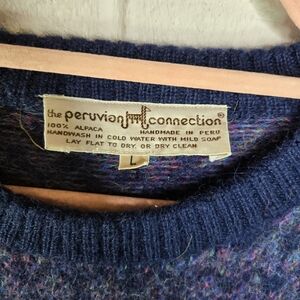 the peruvian connection®
100% ALPACA HANDMADE IN PERU
HANDWASH IN COLD WATER WITH MILD SOAP
LAY FLAT TO DRY, OR DRY CLEAN
L